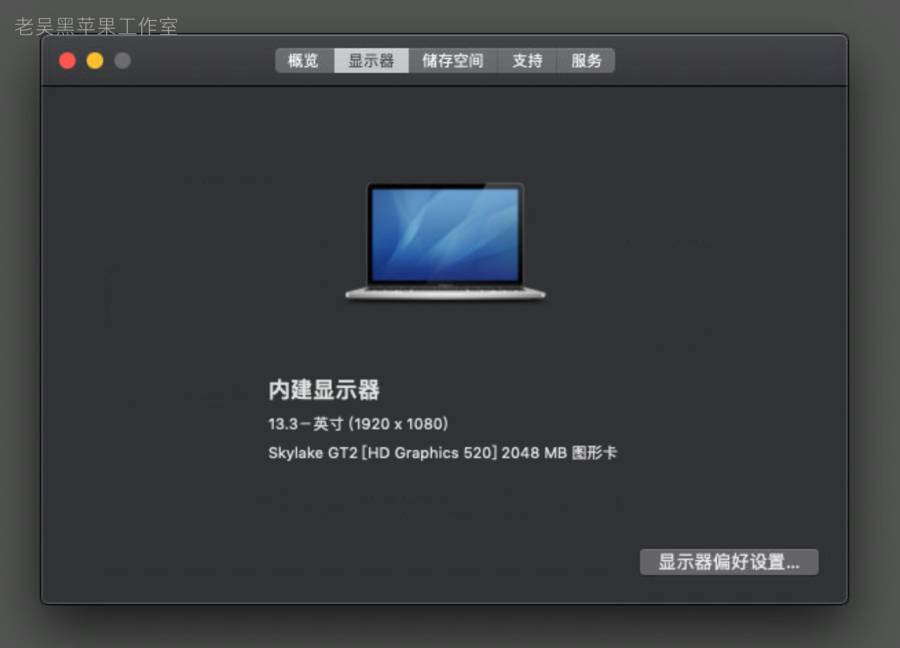 老吴黑苹果工作室
概览 显示器 储存空间 支持 服务
内建显示器
13.3-英寸 (1920 x 1080)
Skylake GT2 [HD Graphics 520] 2048 MB 图形卡
显示器偏好设置...